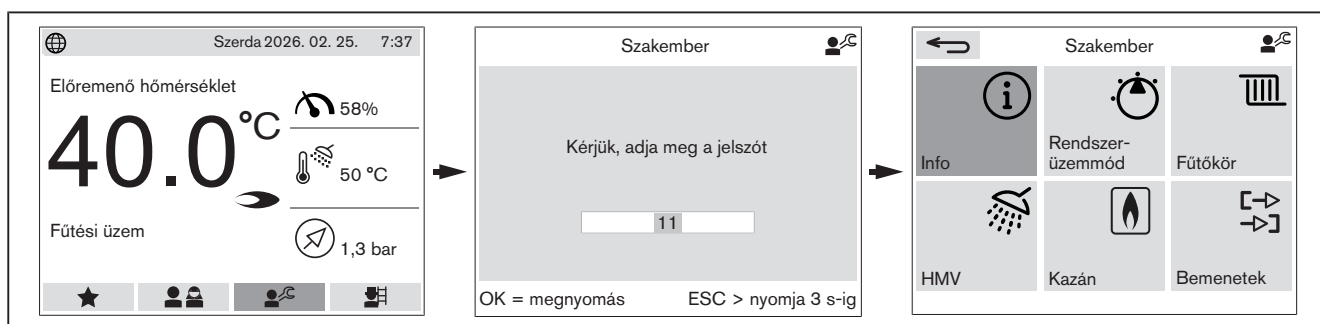 Szerda 2026. 02. 25. 7:37
Előremenő hőmérséklet
40.0°C
58%
50 °C
Fűtési üzem
1,3 bar
Szakember
Kérjük, adja meg a jelszót
11
OK = megnyomás ESC > nyomja 3 s-ig
Szakember
Info
Rendszer-
üzemmód
Fűtőkör
HMV
Kazán
Bemenetek